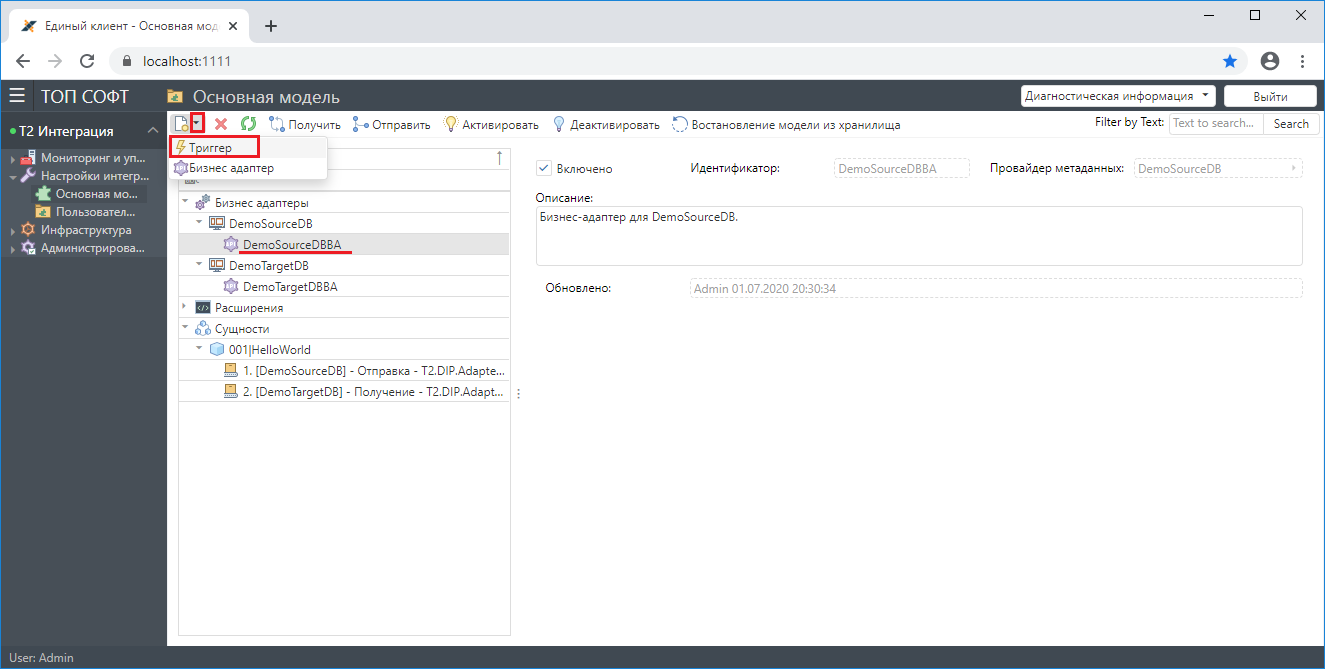 Единый клиент - Основная мод
localhost:1111
ТОП СОФТ
Основная модель
Диагностическая информация
Выйти
Т2 Интеграция
Получить
Отправить
Активировать
Деактивировать
Востановление модели из хранилища
Filter by Text:
Text to search...
Search
Триггер
Бизнес адаптер
Мониторинг и уп...
Настройки интегр...
Основная мо...
Пользовател...
Инфраструктура
Администрирова...
Бизнес адаптеры
DemoSourceDB
DemoSourceDBBA
DemoTargetDB
DemoTargetDBBA
Расширения
Сущности
001|HelloWorld
1. [DemoSourceDB] - Отправка - T2.DIP.Adapte...
2. [DemoTargetDB] - Получение - T2.DIP.Adapt...
Включено
Идентификатор:
DemoSourceDBBA
Провайдер метаданных:
DemoSourceDB
Описание:
Бизнес-адаптер для DemoSourceDB.
Обновлено:
Admin 01.07.2020 20:30:34
User: Admin